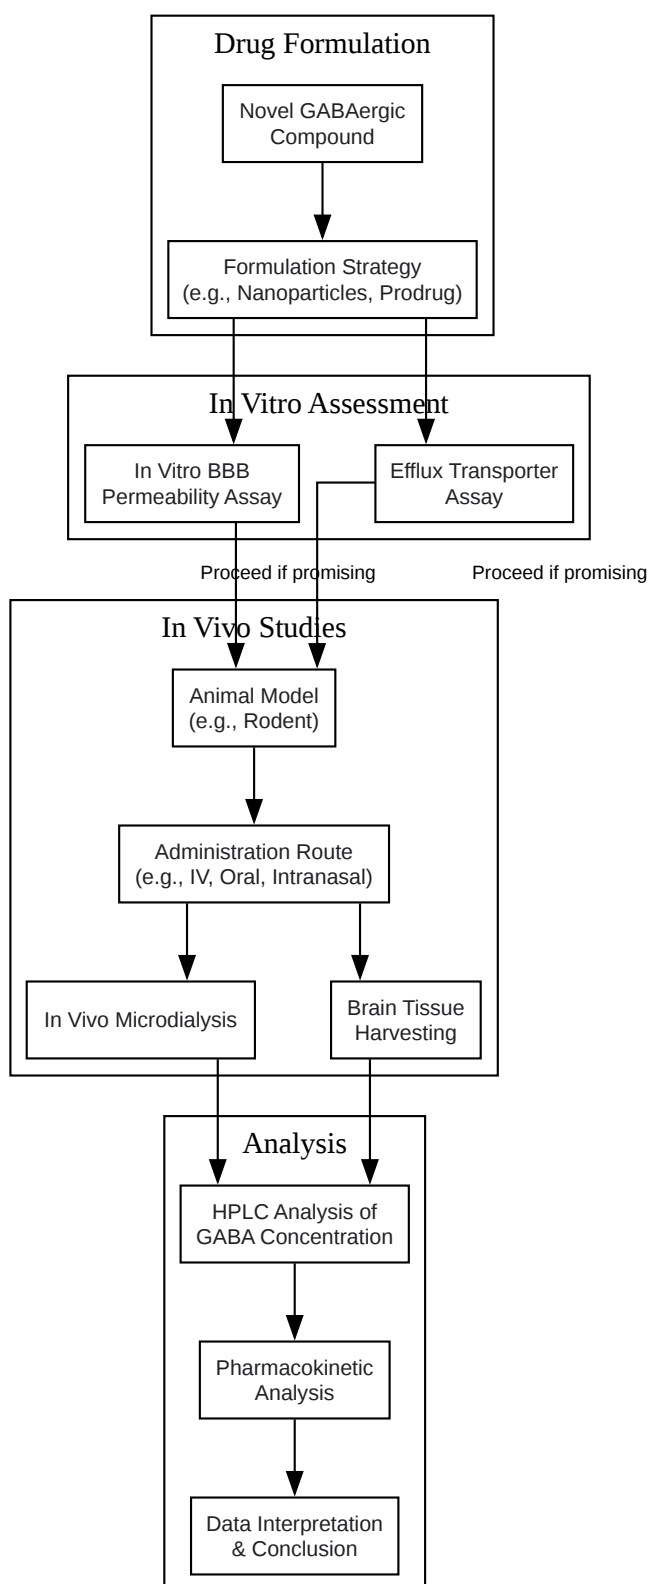 Drug Formulation
Novel GABAergic
Compound
Formulation Strategy
(e.g., Nanoparticles, Prodrug)
In Vitro Assessment
In Vitro BBB
Permeability Assay
Efflux Transporter
Assay
Proceed if promising
Proceed if promising
In Vivo Studies
Animal Model
(e.g., Rodent)
Administration Route
(e.g., IV, Oral, Intranasal)
In Vivo Microdialysis
Brain Tissue
Harvesting
Analysis
HPLC Analysis of
GABA Concentration
Pharmacokinetic
Analysis
Data Interpretation
& Conclusion